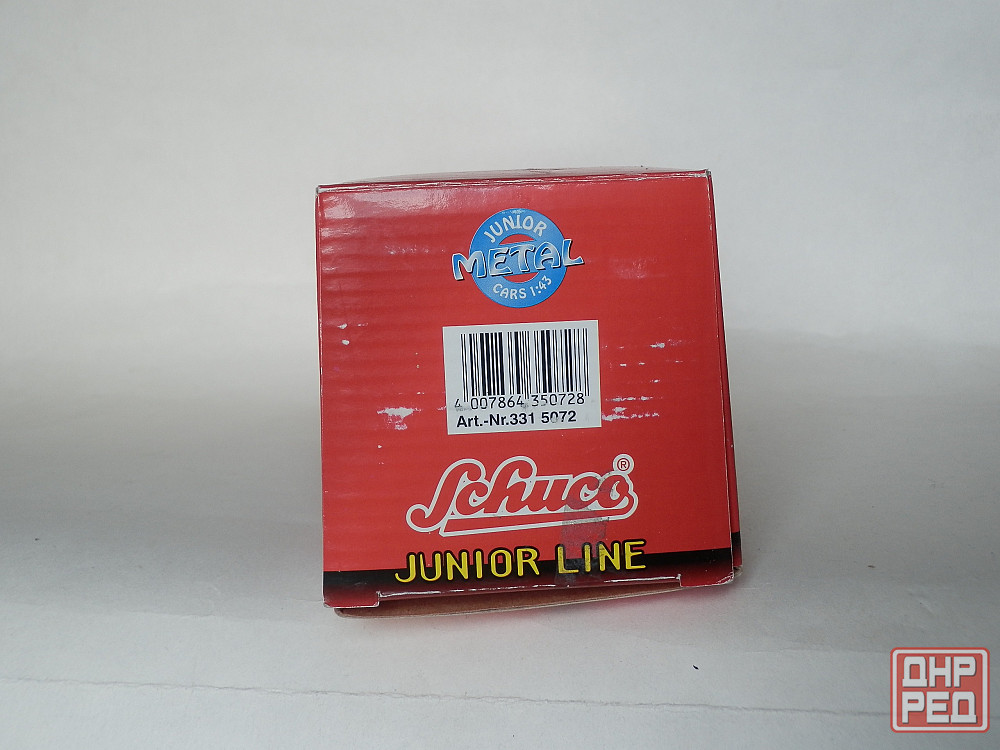 JUNIOR
METAL
CARS 1:43
4 007864 350728
Art.-Nr.331 5072
Schuco®
JUNIOR LINE
ДНР
РЕД